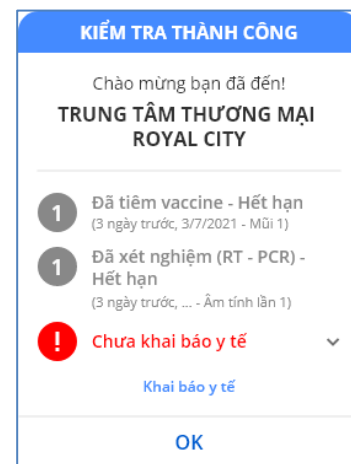 KIỂM TRA THÀNH CÔNG
Chào mừng bạn đã đến!
TRUNG TÂM THƯƠNG MẠI
ROYAL CITY
1
Đã tiêm vaccine - Hết hạn
(3 ngày trước, 3/7/2021 - Mũi 1)
1
Đã xét nghiệm (RT - PCR) -
Hết hạn
(3 ngày trước, ... - Âm tính lần 1)
!
Chưa khai báo y tế
Khai báo y tế
OK